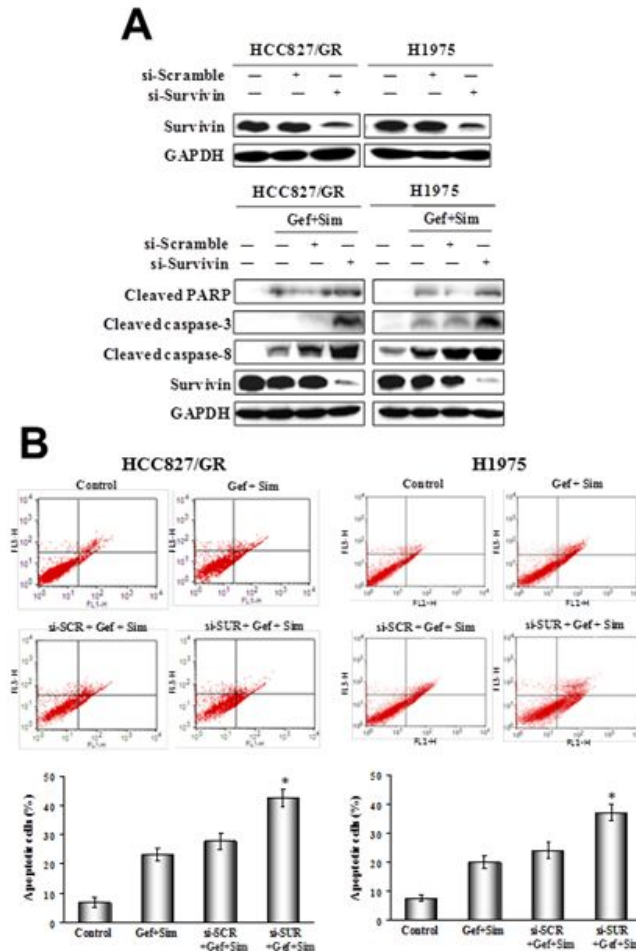 A
HCC827/GR H1975
si-Scramble — + — — + —
si-Survivin — — + — — +
Survivin
GAPDH
HCC827/GR H1975
Gef+Sim Gef+Sim
si-Scramble — — + — — — + —
si-Survivin — — — + — — — +
Cleaved PARP
Cleaved caspase-3
Cleaved caspase-8
Survivin
GAPDH
B
HCC827/GR H1975
Control Gef + Sim Control Gef + Sim
si-SCR + Gef + Sim si-SUR + Gef + Sim si-SCR + Gef + Sim si-SUR + Gef + Sim
50 50
* *
40 40
30 30
20 20
10 10
0 0
Apoptotic cells (%) Apoptotic cells (%)
Control Gef+Sim si-SCR si-SUR Control Gef+Sim si-SCR si-SUR
+Gef+Sim +Gef+Sim +Gef+Sim +Gef+Sim